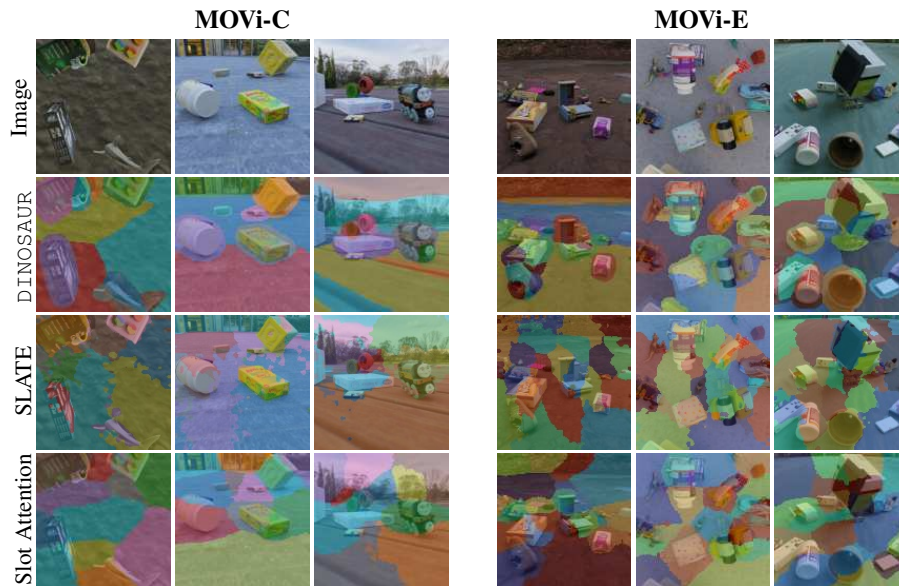 MOVi-C
MOVi-E
Image
DINOSAUR
SLATE
Slot Attention